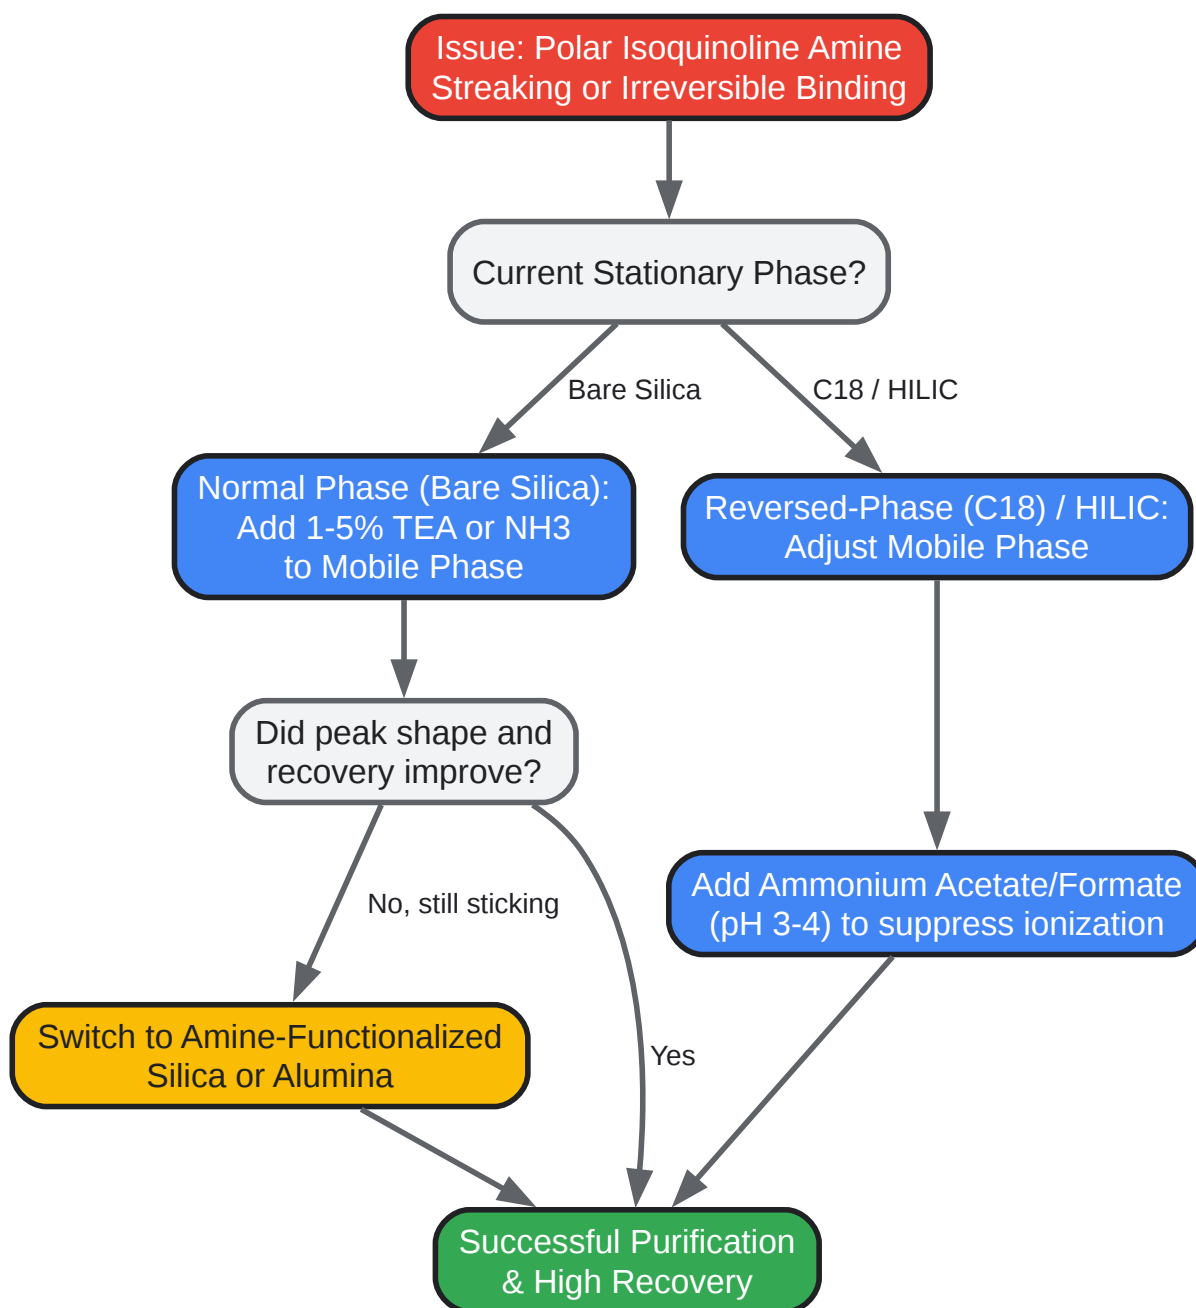 Issue: Polar Isoquinoline Amine
Streaking or Irreversible Binding
Current Stationary Phase?
Bare Silica
C18 / HILIC
Normal Phase (Bare Silica):
Add 1-5% TEA or NH3
to Mobile Phase
Reversed-Phase (C18) / HILIC:
Adjust Mobile Phase
Did peak shape and
recovery improve?
Add Ammonium Acetate/Formate
(pH 3-4) to suppress ionization
No, still sticking
Switch to Amine-Functionalized
Silica or Alumina
Yes
Successful Purification
& High Recovery